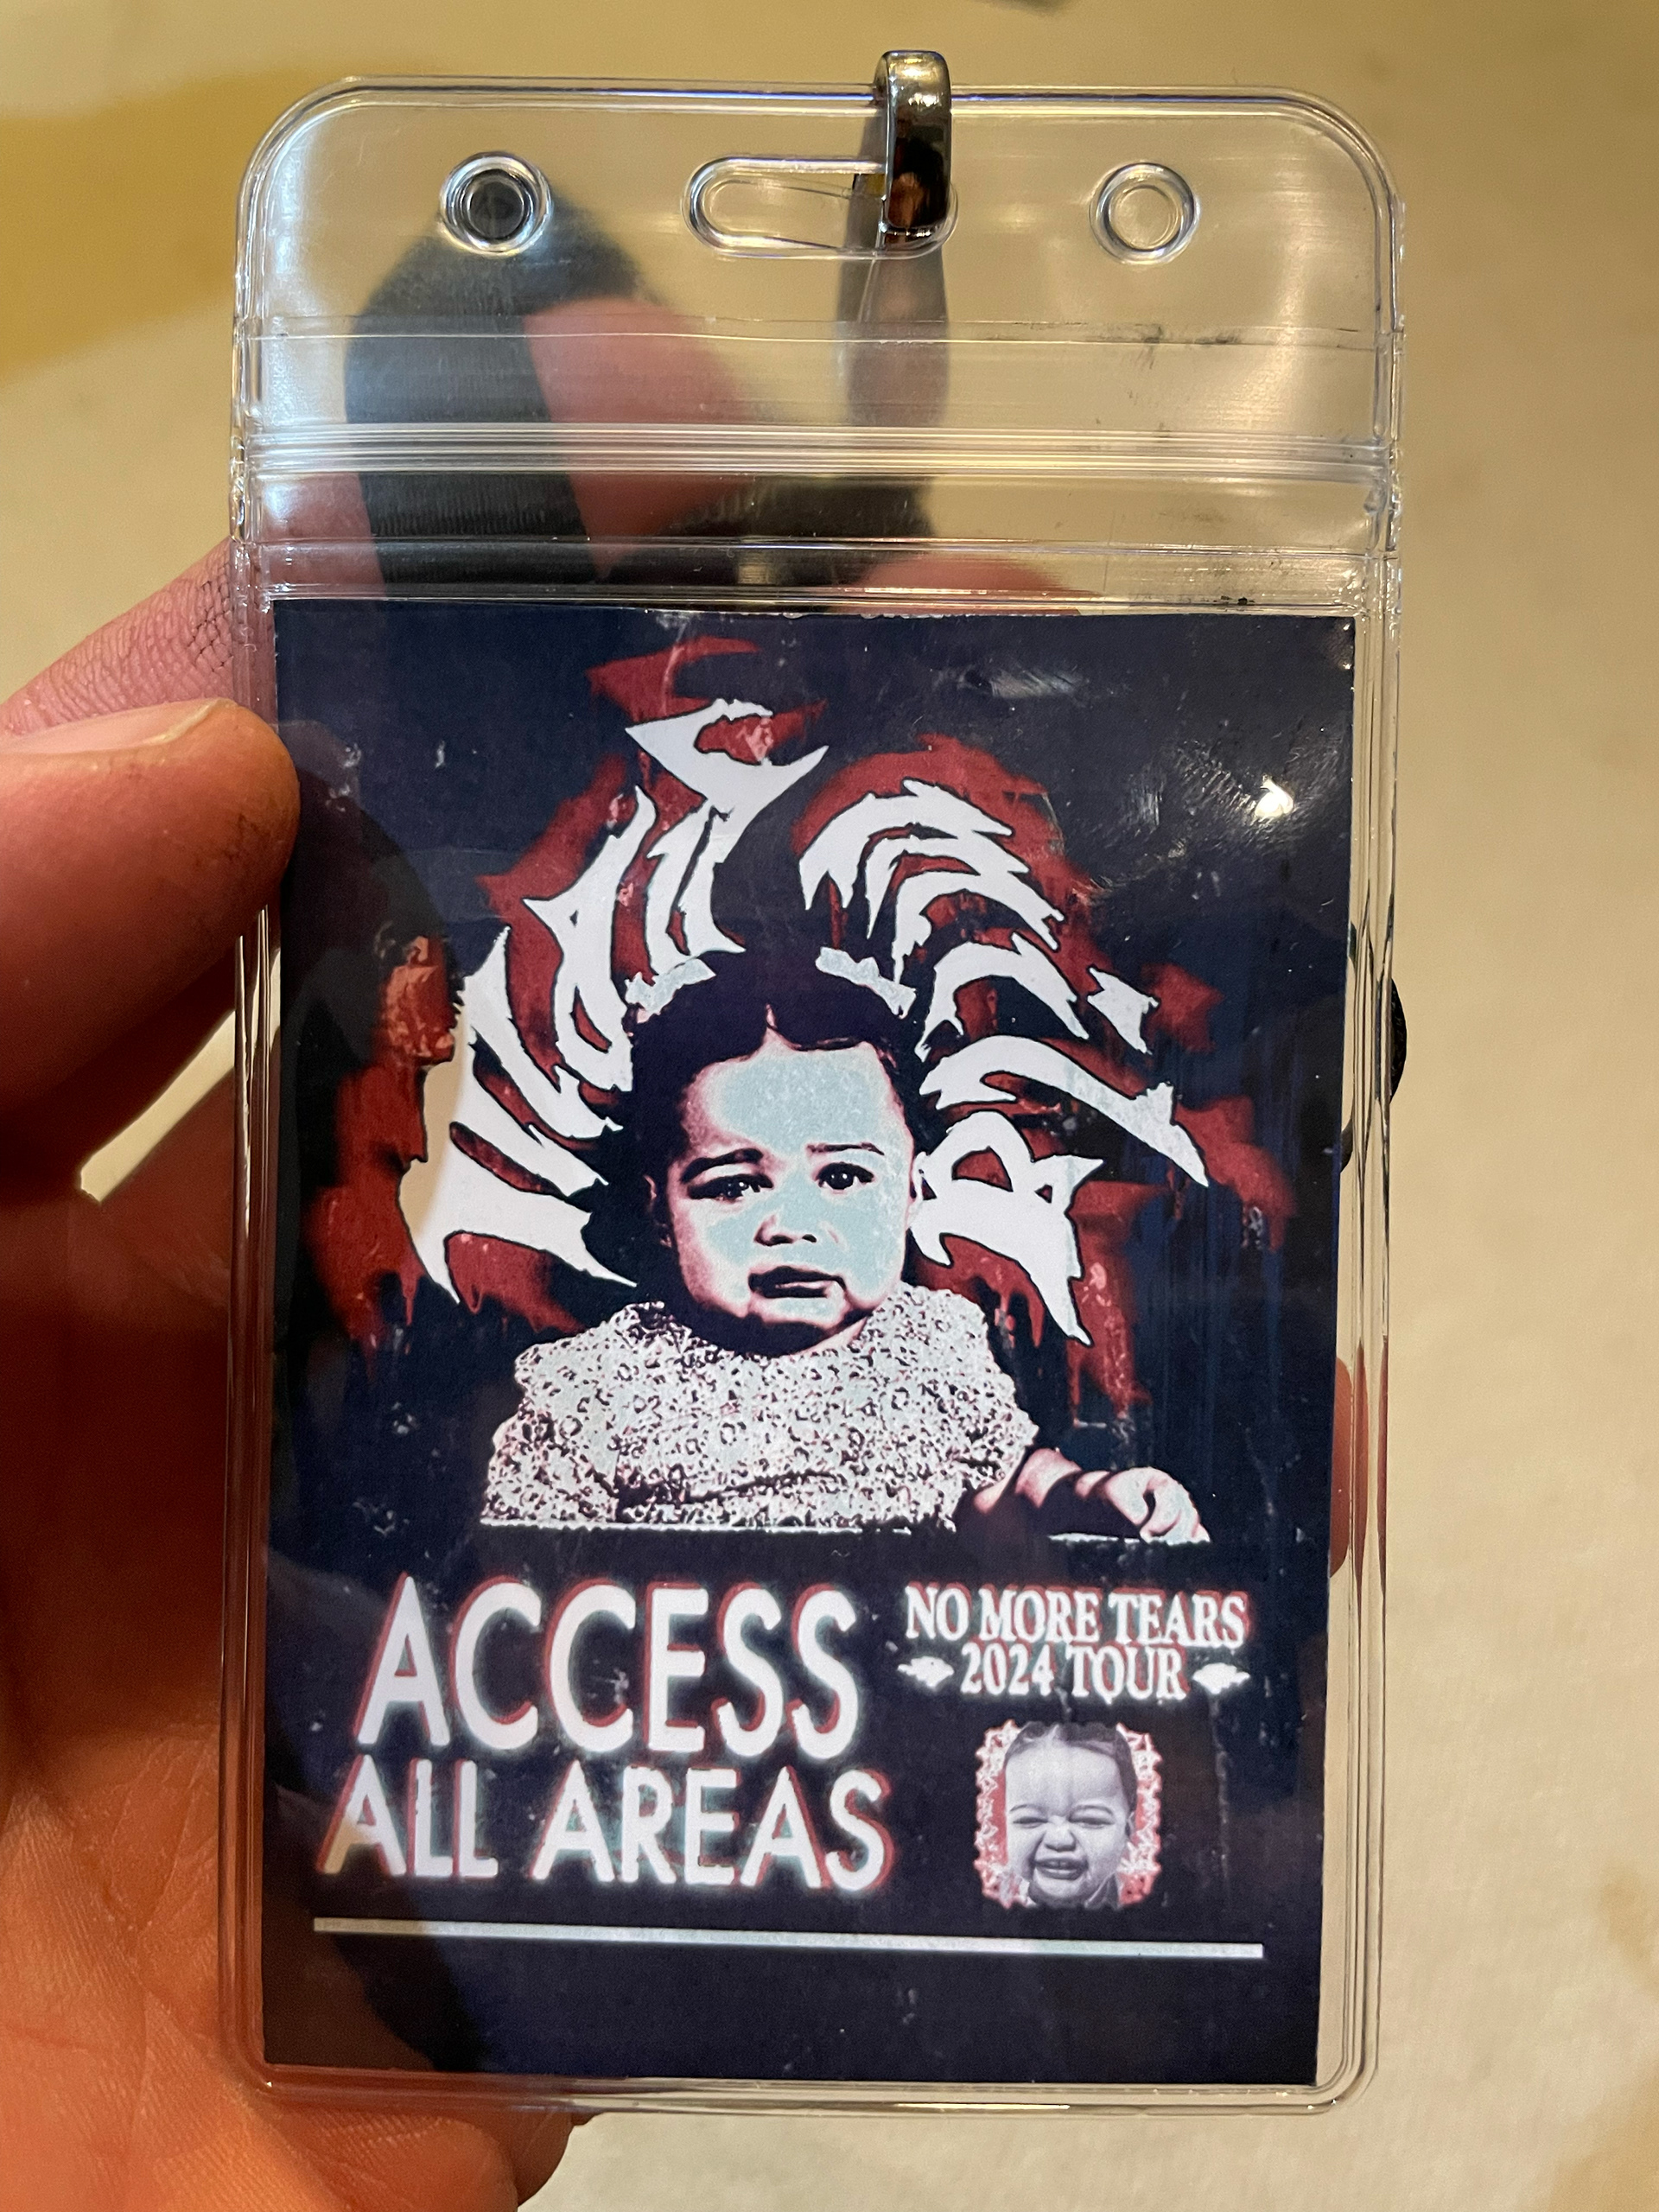 ACCESS
ALL AREAS
NO MORE TEARS
2024 TOUR